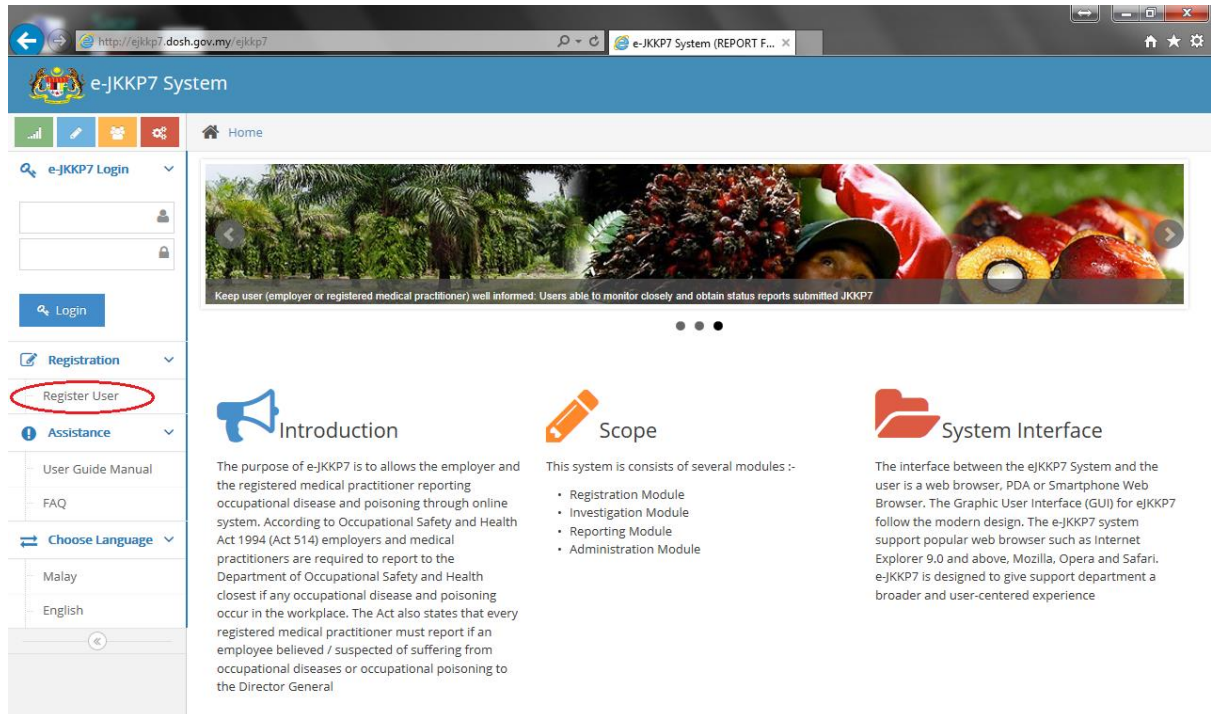 http://ejkkp7.dosh.gov.my/ejkkp7
e-JKKP7 System (REPORT F...
e-JKKP7 System
Home
e-JKKP7 Login
Login
Registration
Register User
Assistance
User Guide Manual
FAQ
Choose Language
Malay
English
Keep user (employer or registered medical practitioner) well informed: Users able to monitor closely and obtain status reports submitted JKKP7
Introduction
The purpose of e-JKKP7 is to allows the employer and
the registered medical practitioner reporting
occupational disease and poisoning through online
system. According to Occupational Safety and Health
Act 1994 (Act 514) employers and medical
practitioners are required to report to the
Department of Occupational Safety and Health
closest if any occupational disease and poisoning
occur in the workplace. The Act also states that every
registered medical practitioner must report if an
employee believed / suspected of suffering from
occupational diseases or occupational poisoning to
the Director General
Scope
This system is consists of several modules :-
• Registration Module
• Investigation Module
• Reporting Module
• Administration Module
System Interface
The interface between the eJKKP7 System and the
user is a web browser, PDA or Smartphone Web
Browser. The Graphic User Interface (GUI) for eJKKP7
follow the modern design. The e-JKKP7 system
support popular web browser such as Internet
Explorer 9.0 and above, Mozilla, Opera and Safari.
e-JKKP7 is designed to give support department a
broader and user-centered experience